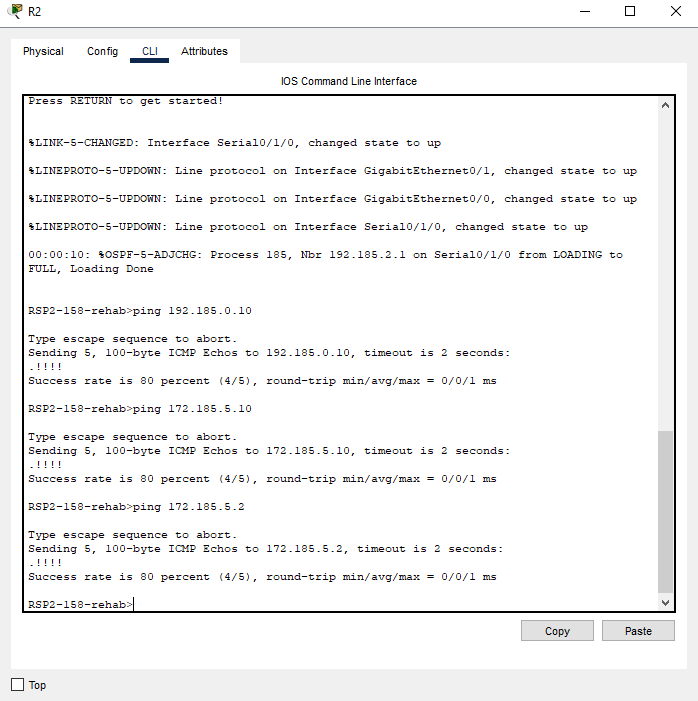 R2
Physical Config CLI Attributes
IOS Command Line Interface
Press RETURN to get started!
%LINK-5-CHANGED: Interface Serial0/1/0, changed state to up
%LINEPROTO-5-UPDOWN: Line protocol on Interface GigabitEthernet0/1, changed state to up
%LINEPROTO-5-UPDOWN: Line protocol on Interface GigabitEthernet0/0, changed state to up
%LINEPROTO-5-UPDOWN: Line protocol on Interface Serial0/1/0, changed state to up
00:00:10: %OSPF-5-ADJCHG: Process 185, Nbr 192.185.2.1 on Serial0/1/0 from LOADING to
FULL, Loading Done
RSP2-158-rehab>ping 192.185.0.10
Type escape sequence to abort.
Sending 5, 100-byte ICMP Echos to 192.185.0.10, timeout is 2 seconds:
.!!!!
Success rate is 80 percent (4/5), round-trip min/avg/max = 0/0/1 ms
RSP2-158-rehab>ping 172.185.5.10
Type escape sequence to abort.
Sending 5, 100-byte ICMP Echos to 172.185.5.10, timeout is 2 seconds:
.!!!!
Success rate is 80 percent (4/5), round-trip min/avg/max = 0/0/1 ms
RSP2-158-rehab>ping 172.185.5.2
Type escape sequence to abort.
Sending 5, 100-byte ICMP Echos to 172.185.5.2, timeout is 2 seconds:
.!!!!
Success rate is 80 percent (4/5), round-trip min/avg/max = 0/0/1 ms
RSP2-158-rehab>
Copy Paste
Top